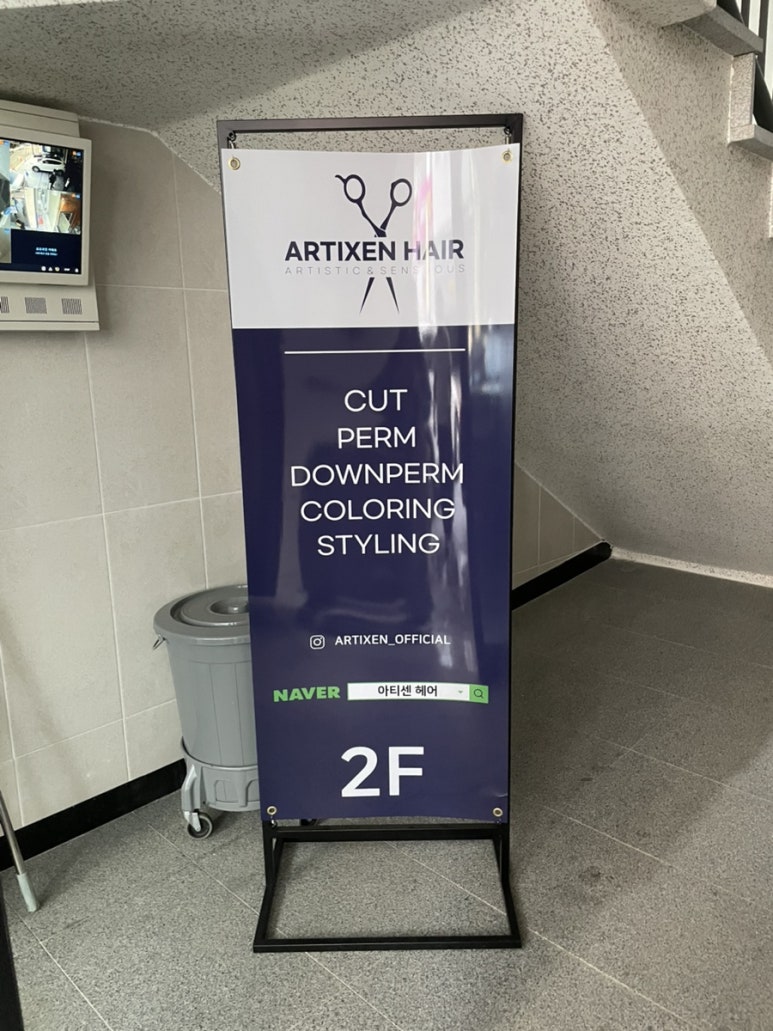 ARTIXEN HAIR
ARTISTIC & SENSUOUS
CUT
PERM
DOWNPERM
COLORING
STYLING
ARTIXEN_OFFICIAL
NAVER 아티센 헤어
2F